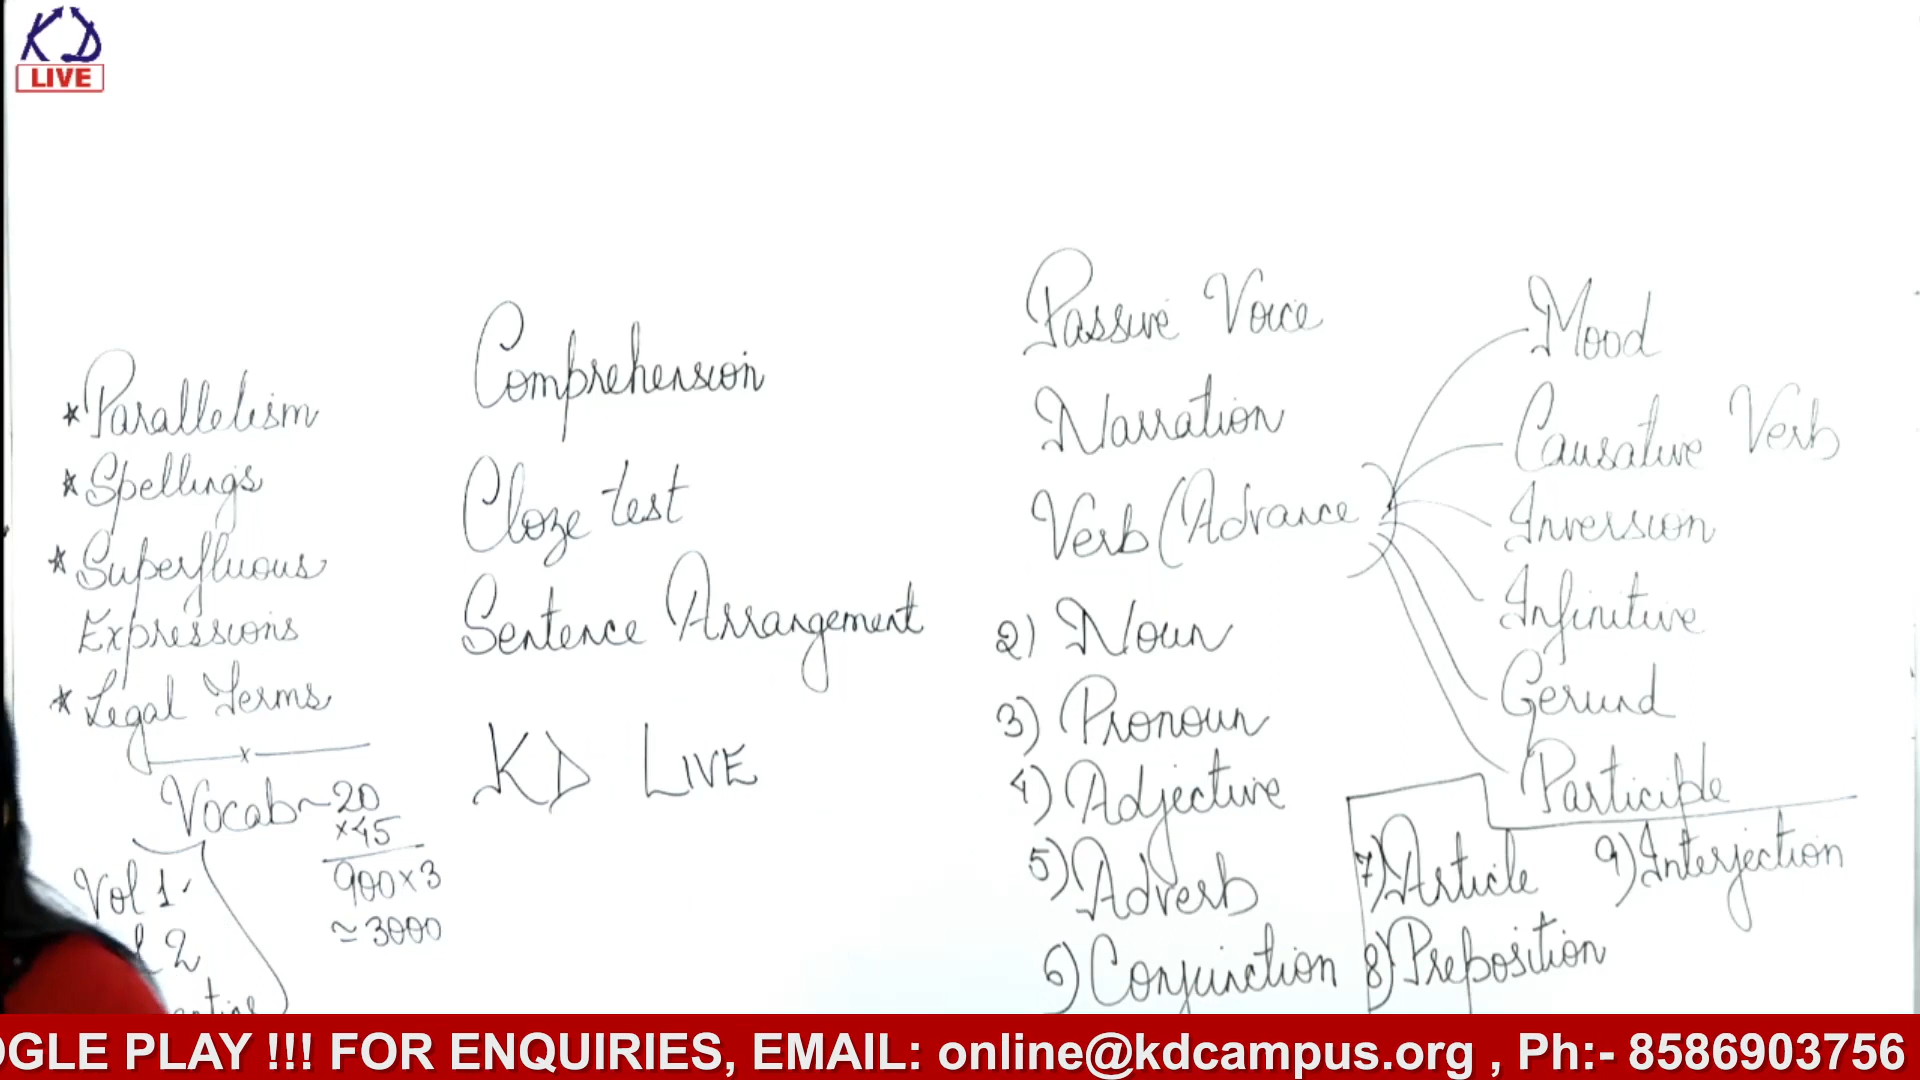 KD
LIVE
* Parallelism
* Spellings
* Superfluous
Expressions
* Legal Terms
x
Vocab ~ 20
×45
900×3
≃3000
Vol 1
2
Comprehension
Cloze test
Sentence Arrangement
KD LIVE
Passive Voice
Narration
Verb (Advance)
Mood
Causative Verb
Inversion
Infinitive
Gerund
Participle
2) Noun
3) Pronoun
4) Adjective
5) Adverb
6) Conjunction
7) Article
8) Preposition
9) Interjection
OGLE PLAY !!! FOR ENQUIRIES, EMAIL: online@kdcampus.org , Ph:- 8586903756